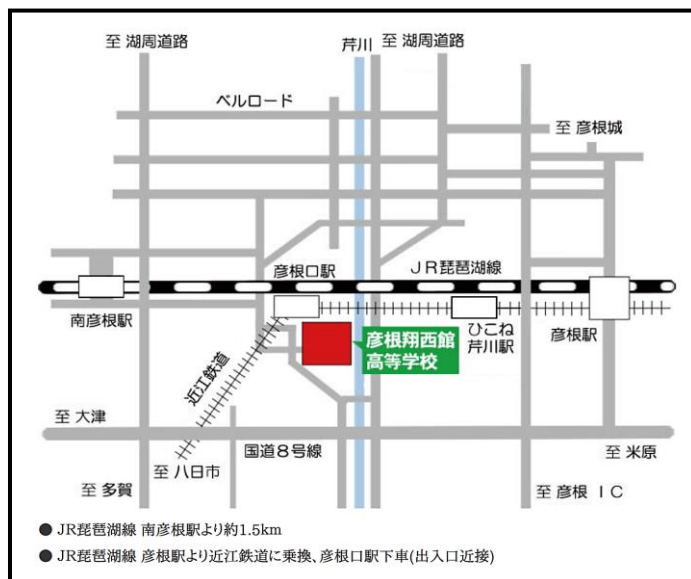 至 湖周道路
芹川
至 湖周道路
ベルロード
至 彦根城
彦根口駅
JR琵琶湖線
南彦根駅
ひこね
芹川駅
彦根駅
彦根翔西館
高等学校
近江鉄道
至 大津
国道8号線
至 米原
至 八日市
至 多賀
至 彦根 IC
● JR琵琶湖線 南彦根駅より約1.5km
● JR琵琶湖線 彦根駅より近江鉄道に乗換、彦根口駅下車(出入口近接)